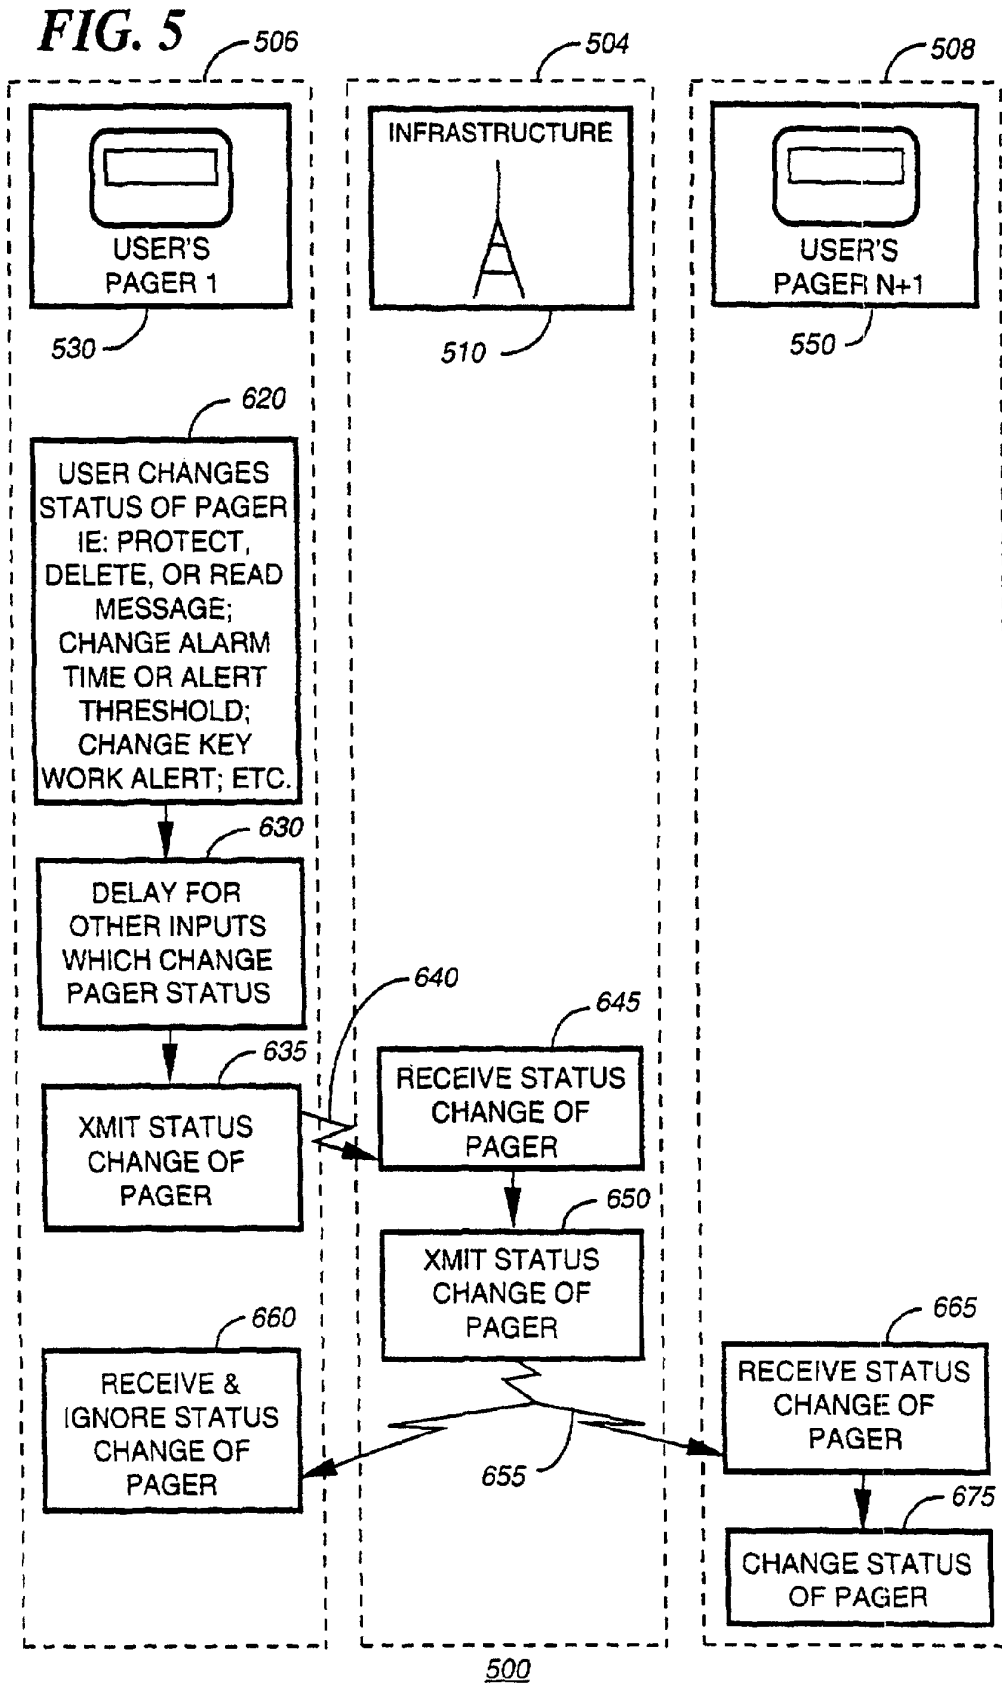 FIG. 5
506
504
508
USER'S
PAGER 1
530
INFRASTRUCTURE
510
USER'S
PAGER N+1
550
620
USER CHANGES
STATUS OF PAGER
IE: PROTECT,
DELETE, OR READ
MESSAGE;
CHANGE ALARM
TIME OR ALERT
THRESHOLD;
CHANGE KEY
WORK ALERT; ETC.
630
DELAY FOR
OTHER INPUTS
WHICH CHANGE
PAGER STATUS
640
635
XMIT STATUS
CHANGE OF
PAGER
645
RECEIVE STATUS
CHANGE OF
PAGER
650
XMIT STATUS
CHANGE OF
PAGER
655
660
RECEIVE &
IGNORE STATUS
CHANGE OF
PAGER
665
RECEIVE STATUS
CHANGE OF
PAGER
675
CHANGE STATUS
OF PAGER
500